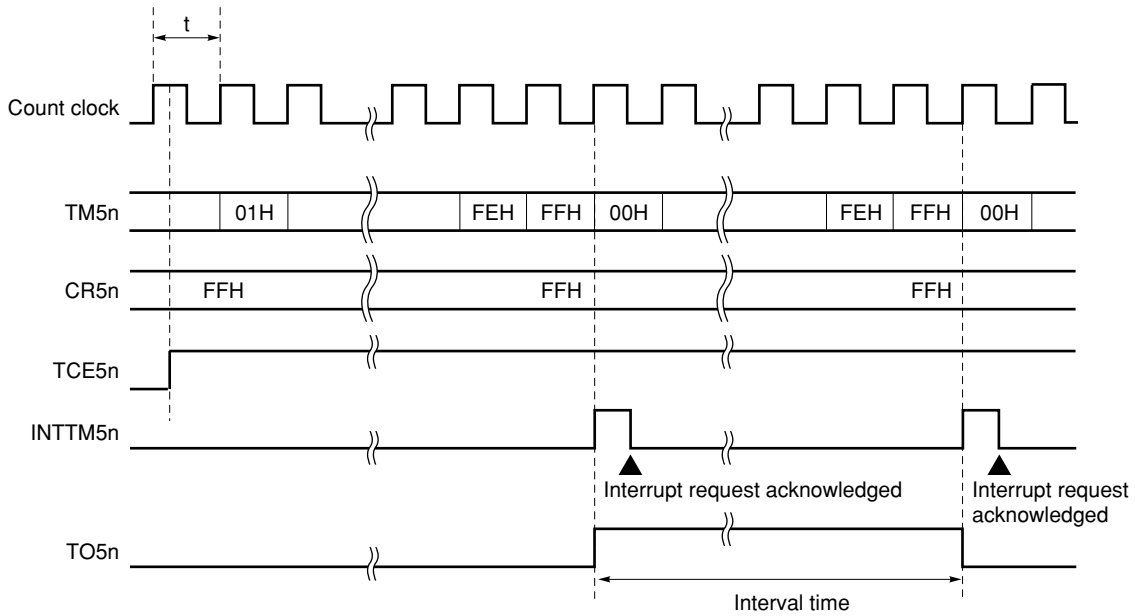 t
Count clock
TM5n 01H FEH FFH 00H FEH FFH 00H
CR5n FFH FFH FFH
TCE5n
INTTM5n
Interrupt request acknowledged Interrupt request
acknowledged
TO5n
Interval time